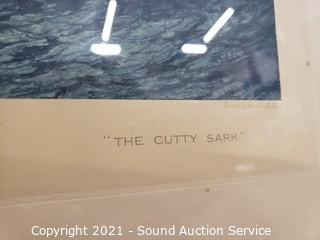 "THE CUTTY SARK"
Copyright 2021 - Sound Auction Service